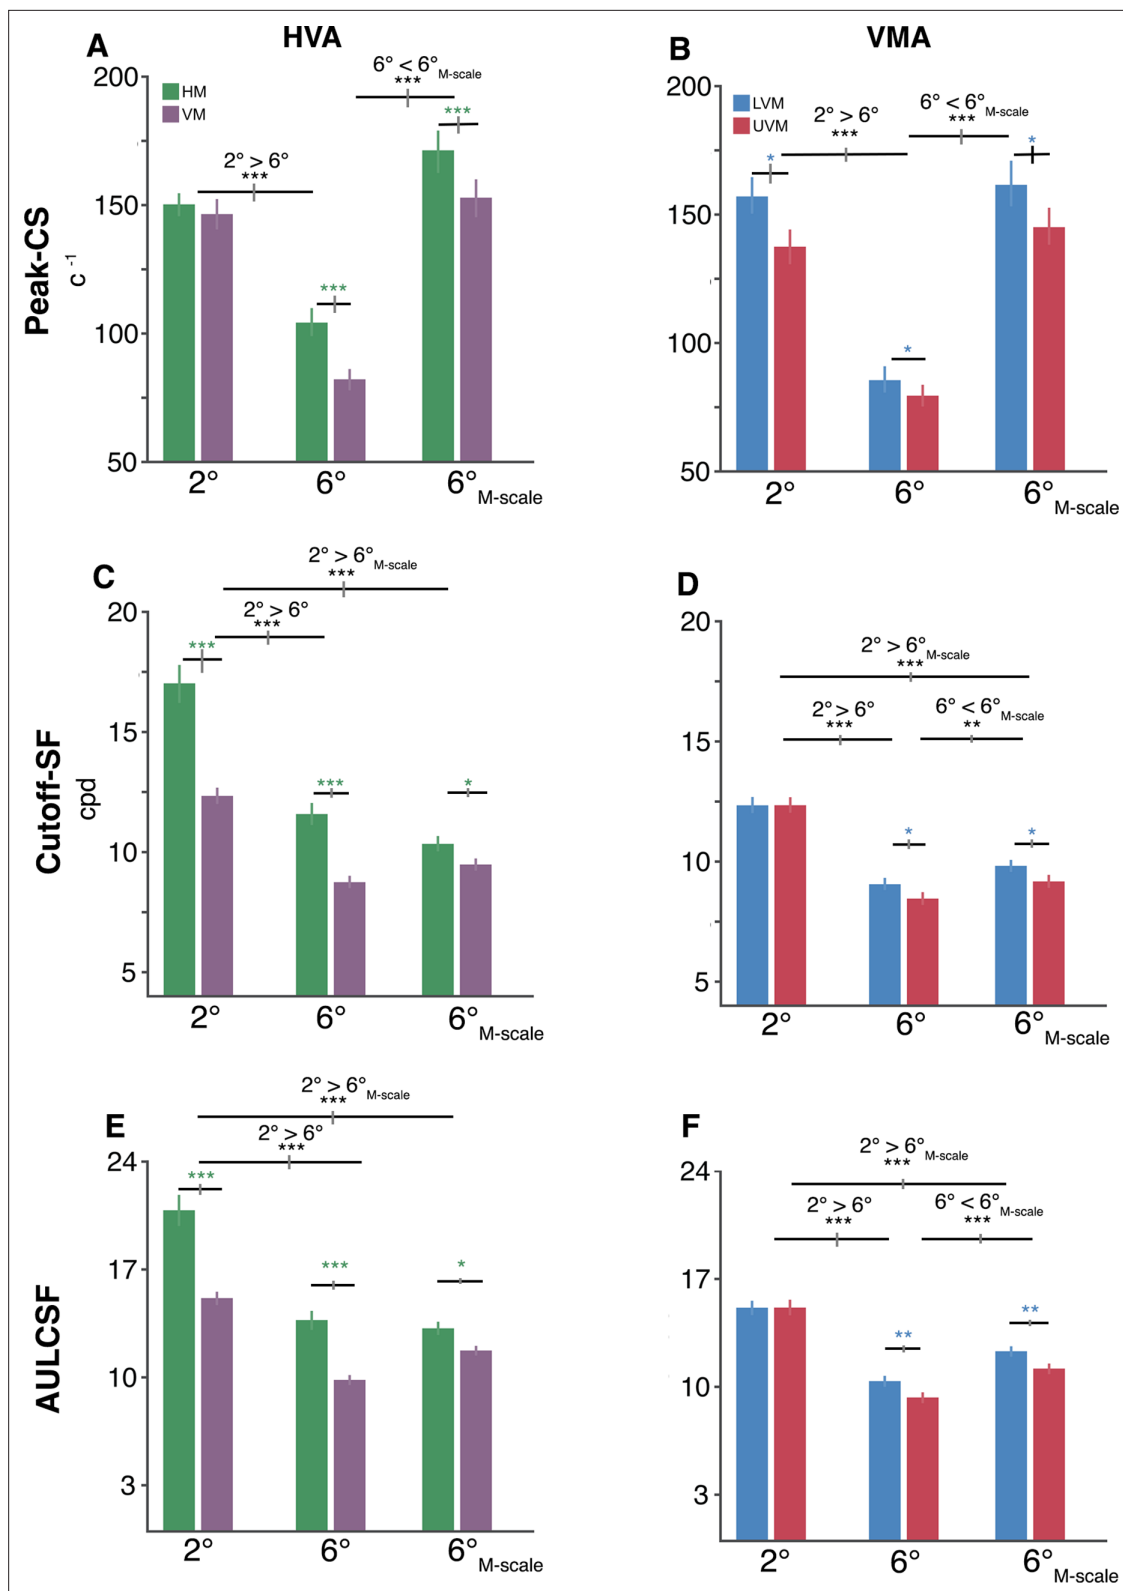 HVA
VMA
A
6° < 6° M-scale
***
200
HM
VM
***
2° > 6°
***
150
***
100
50
2°
6°
6° M-scale
Peak-CS
c⁻¹
B
6° < 6° M-scale
***
200
LVM
UVM
2° > 6°
***
*
*
150
100
*
50
2°
6°
6° M-scale
C
2° > 6° M-scale
***
2° > 6°
***
20
***
15
***
*
10
5
2°
6°
6° M-scale
Cutoff-SF
cpd
D
20
2° > 6° M-scale
***
2° > 6°
***
6° < 6° M-scale
**
15
*
*
10
5
2°
6°
6° M-scale
E
2° > 6° M-scale
***
2° > 6°
***
24
***
17
***
*
10
3
2°
6°
6° M-scale
AULCSF
F
2° > 6° M-scale
***
24
2° > 6°
***
6° < 6° M-scale
***
17
**
**
10
3
2°
6°
6° M-scale